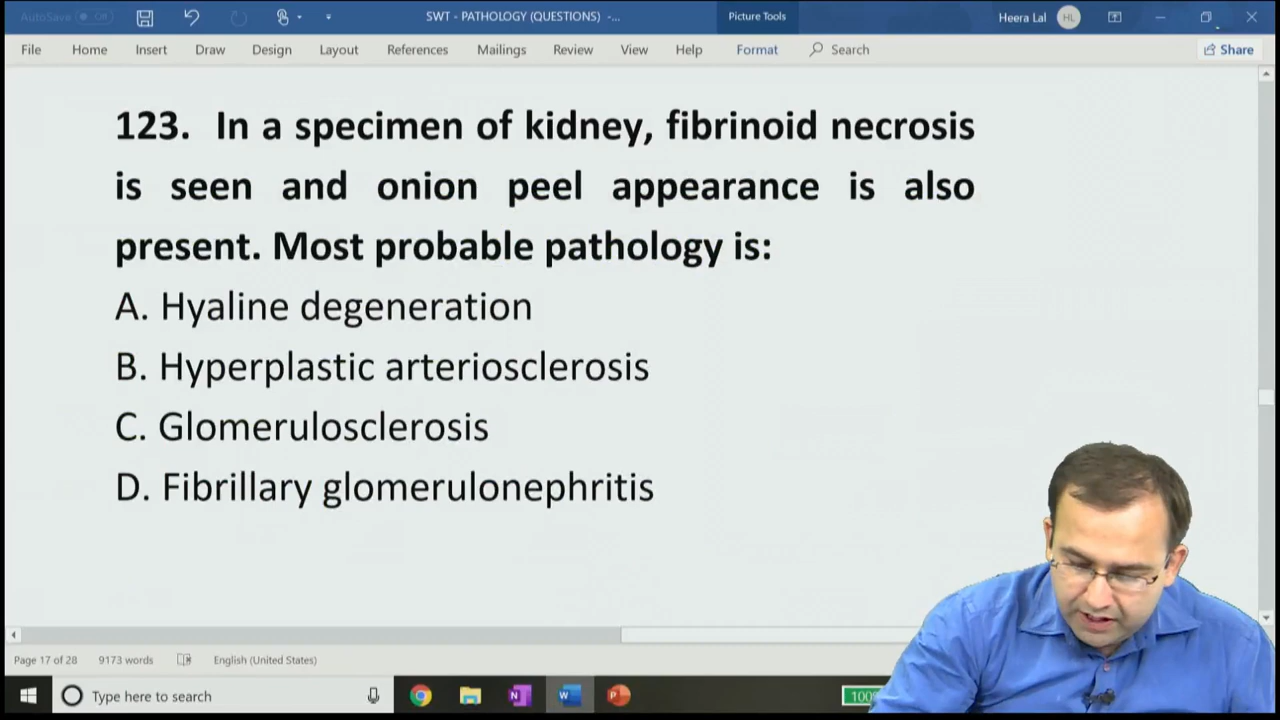 AutoSave
SWT - PATHOLOGY (QUESTIONS) -...
Picture Tools
Heera Lal
HL
File Home Insert Draw Design Layout References Mailings Review View Help Format Search Share
123. In a specimen of kidney, fibrinoid necrosis
is seen and onion peel appearance is also
present. Most probable pathology is:
A. Hyaline degeneration
B. Hyperplastic arteriosclerosis
C. Glomerulosclerosis
D. Fibrillary glomerulonephritis
Page 17 of 28 9173 words English (United States)
Type here to search